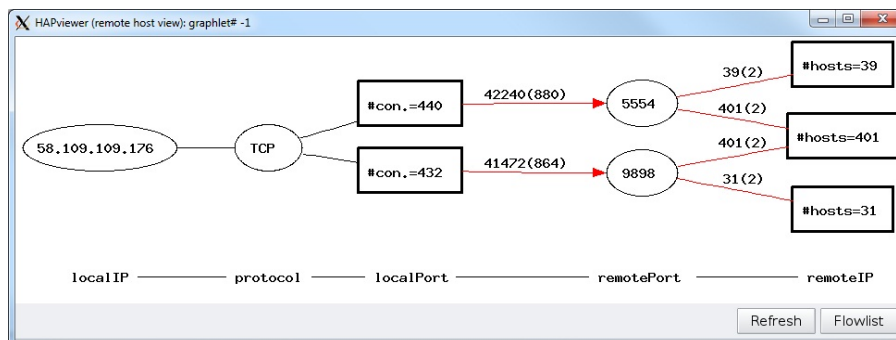 HAPviewer (remote host view): graphlet# -1
39(2)
#hosts=39
42240(880)
#con.=440
5554
401(2)
58.109.109.176
TCP
#hosts=401
401(2)
41472(864)
#con.=432
9898
31(2)
#hosts=31
localIP
protocol
localPort
remotePort
remoteIP
Refresh
Flowlist